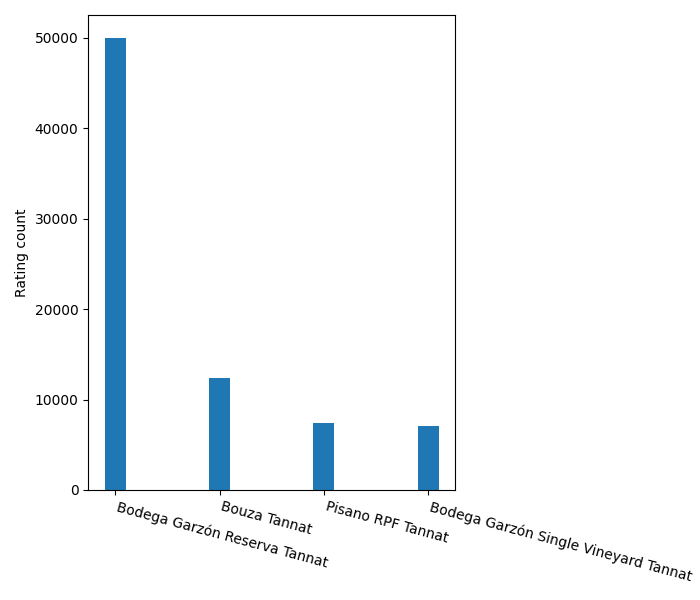 50000
40000
30000
20000
10000
0
Rating count
Bodega Garzón Reserva Tannat
Bouza Tannat
Pisano RPF Tannat
Bodega Garzón Single Vineyard Tannat